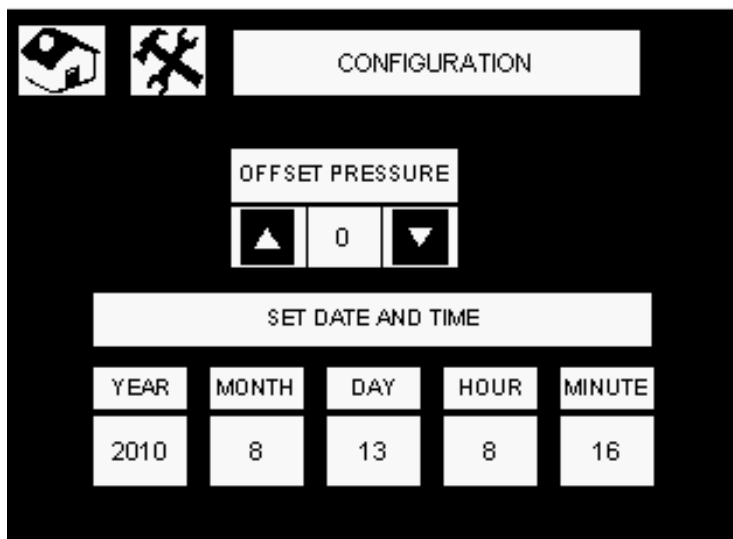 CONFIGURATION
OFFSET PRESSURE
0
SET DATE AND TIME
YEAR MONTH DAY HOUR MINUTE
2010 8 13 8 16